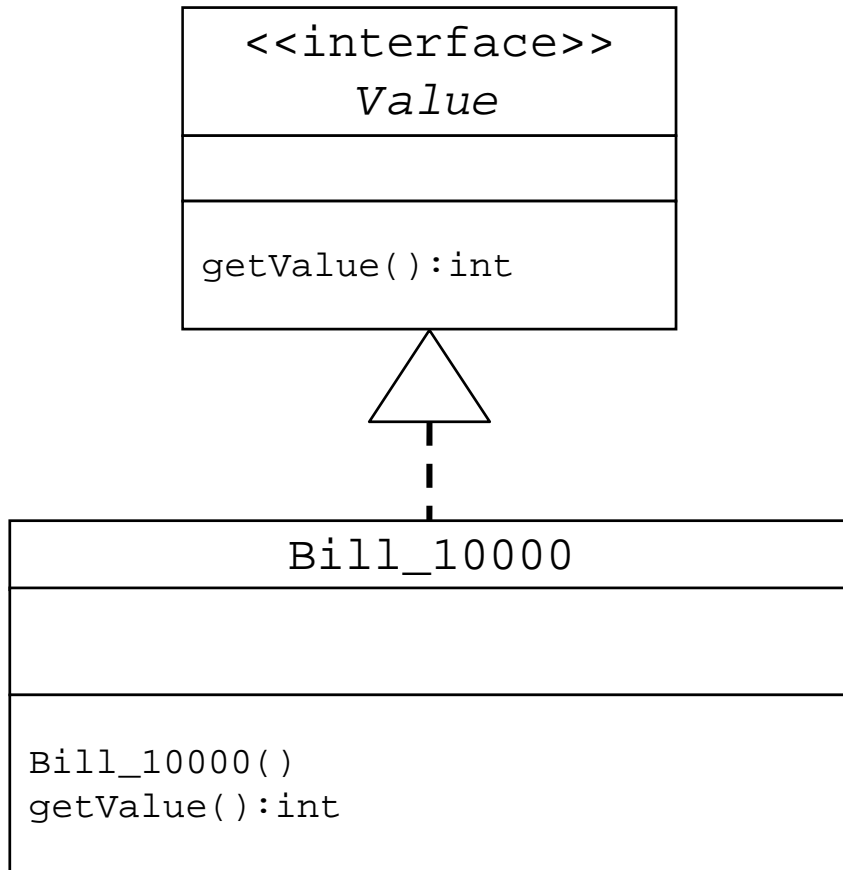 <<interface>>
Value
getValue():int
Bill_10000
Bill_10000()
getValue():int